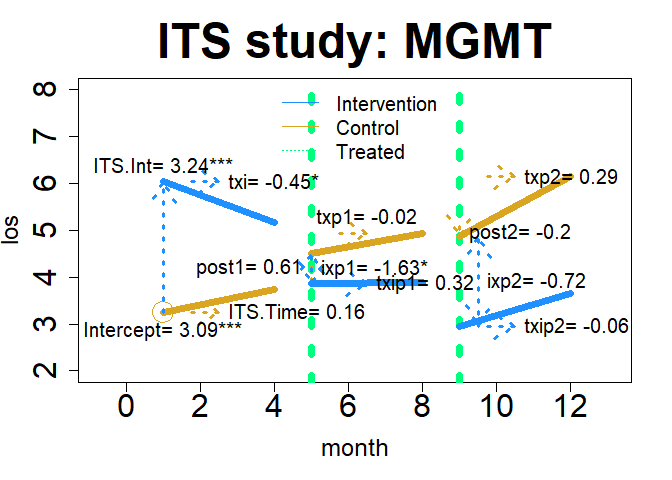 ITS study: MGMT
Intervention
Control
Treated
ITS.Int= 3.24***
txi= -0.45*
txp1= -0.02
txp2= 0.29
post2= -0.2
post1= 0.61
ixp1= -1.63*
txip1= 0.32
ixp2= -0.72
ITS.Time= 0.16
Intercept= 3.09***
txip2= -0.06
los
8
7
6
5
4
3
2
0 2 4 6 8 10 12
month